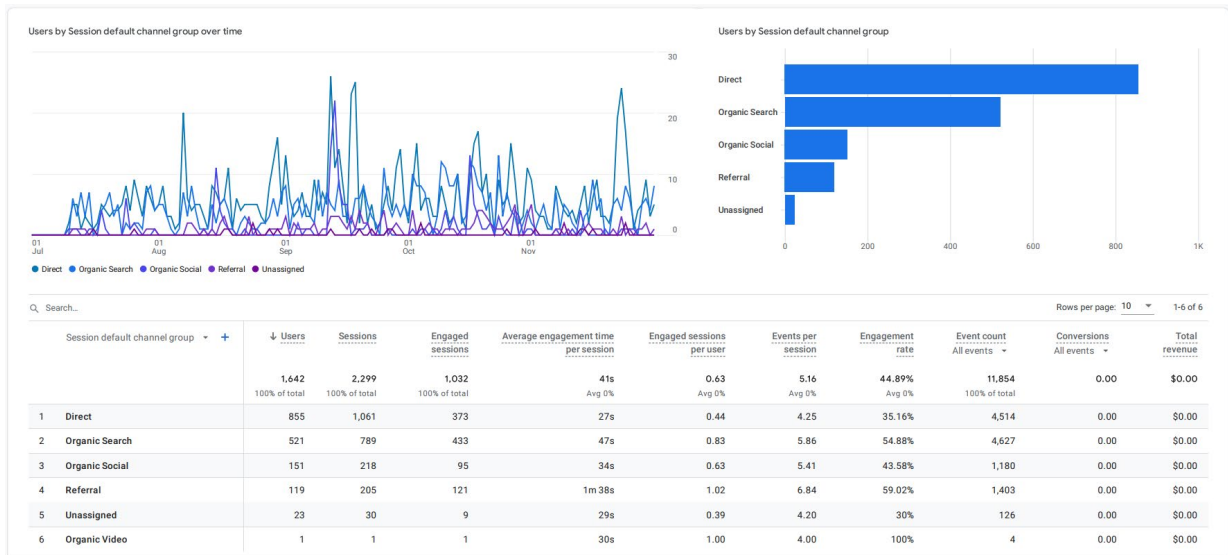 Users by Session default channel group over time
30
20
10
0
01 Jul
01 Aug
01 Sep
01 Oct
01 Nov
Direct Organic Search Organic Social Referral Unassigned
Users by Session default channel group
Direct
Organic Search
Organic Social
Referral
Unassigned
0 200 400 600 800 1K
Search…
Rows per page: 10 1-6 of 6
Session default channel group + ↓ Users Sessions Engaged sessions Average engagement time per session Engaged sessions per user Events per session Engagement rate Event count All events Conversions All events Total revenue
1,642 2,299 1,032 41s 0.63 5.16 44.89% 11,854 0.00 $0.00
100% of total 100% of total 100% of total Avg 0% Avg 0% Avg 0% Avg 0% 100% of total
1 Direct 855 1,061 373 27s 0.44 4.25 35.16% 4,514 0.00 $0.00
2 Organic Search 521 789 433 47s 0.83 5.86 54.88% 4,627 0.00 $0.00
3 Organic Social 151 218 95 34s 0.63 5.41 43.58% 1,180 0.00 $0.00
4 Referral 119 205 121 1m 38s 1.02 6.84 59.02% 1,403 0.00 $0.00
5 Unassigned 23 30 9 29s 0.39 4.20 30% 126 0.00 $0.00
6 Organic Video 1 1 1 30s 1.00 4.00 100% 4 0.00 $0.00